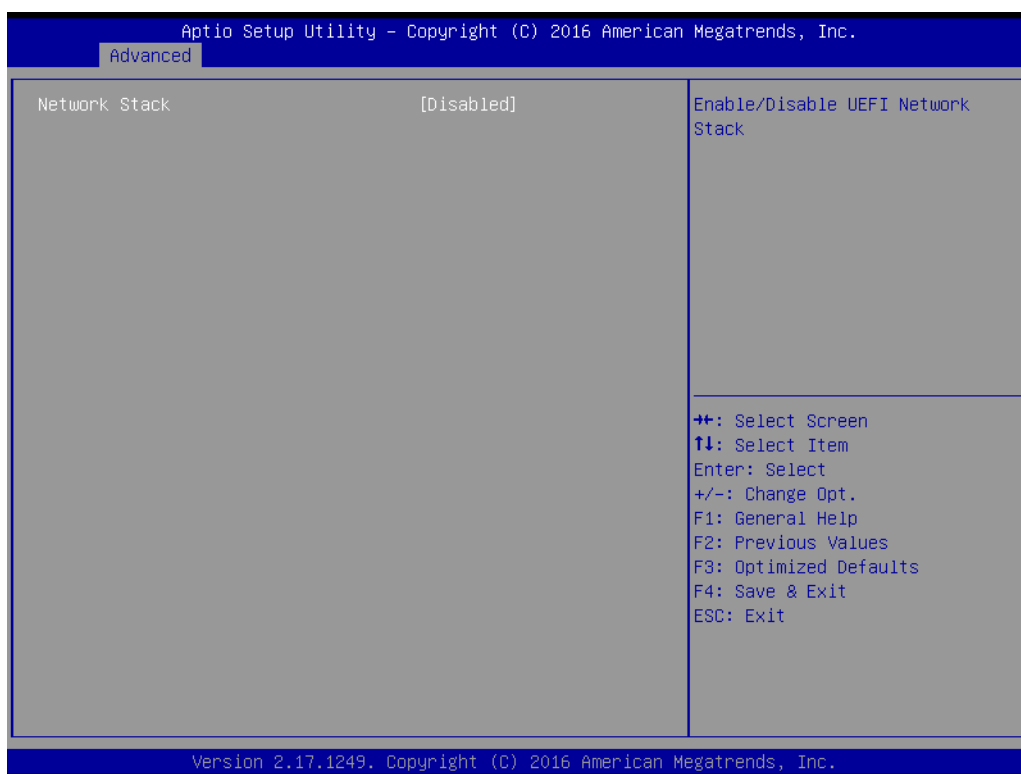 Aptio Setup Utility – Copyright (C) 2016 American Megatrends, Inc.
Advanced
Network Stack [Disabled]
Enable/Disable UEFI Network
Stack
→←: Select Screen
↑↓: Select Item
Enter: Select
+/-: Change Opt.
F1: General Help
F2: Previous Values
F3: Optimized Defaults
F4: Save & Exit
ESC: Exit
Version 2.17.1249. Copyright (C) 2016 American Megatrends, Inc.